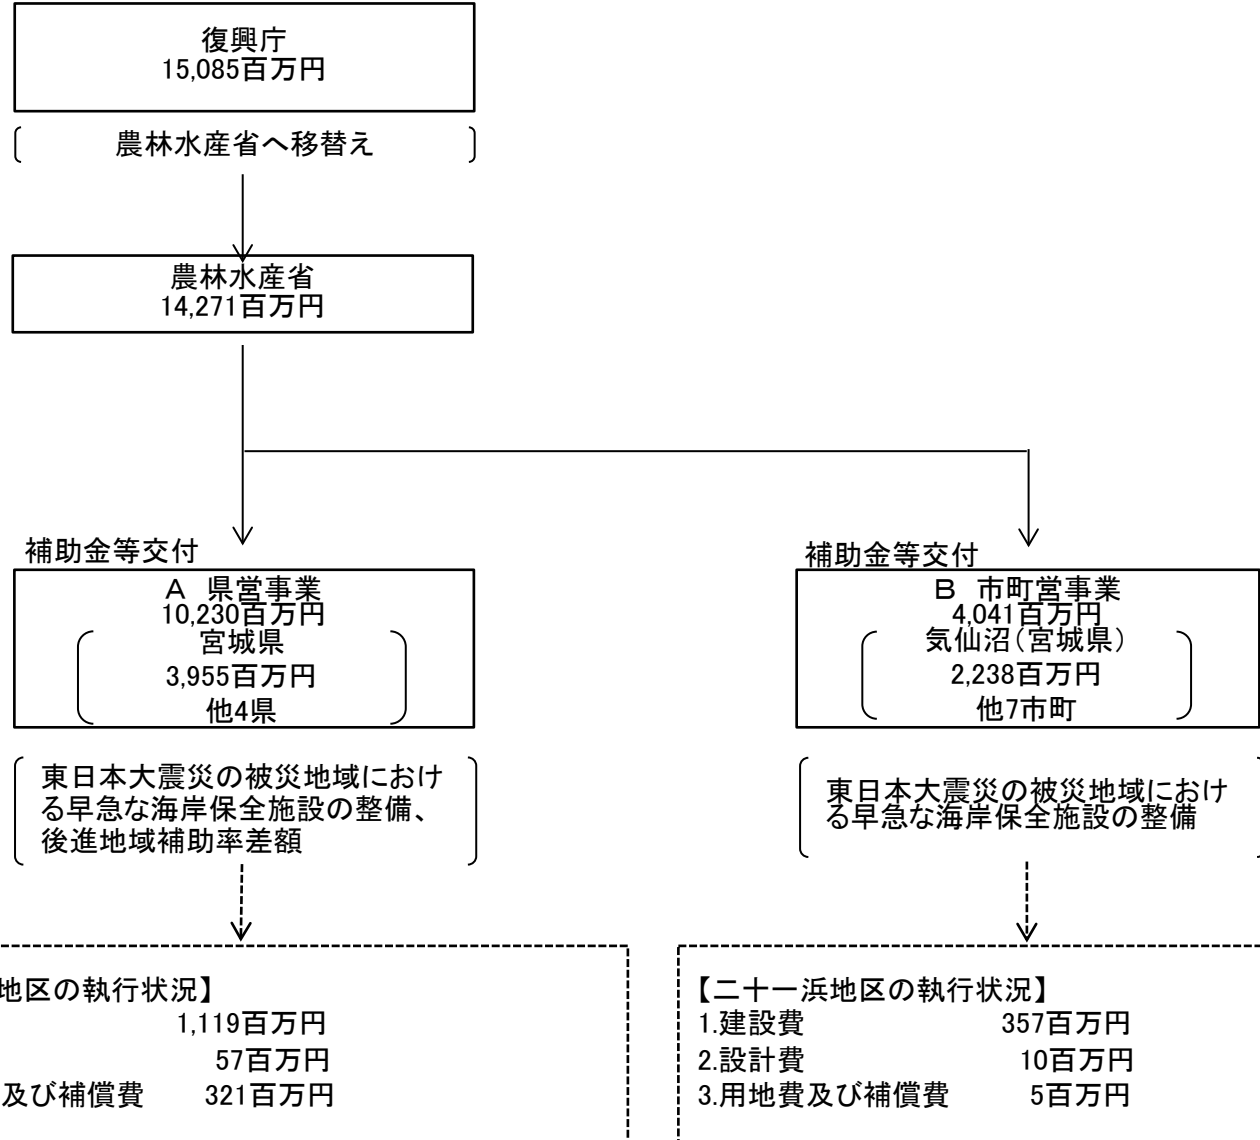 復興庁
15,085百万円
農林水産省へ移替え
農林水産省
14,271百万円
補助金等交付
A 県営事業
10,230百万円
宮城県
3,955百万円
他4県
東日本大震災の被災地域におけ
る早急な海岸保全施設の整備、
後進地域補助率差額
地区の執行状況】
1,119百万円
57百万円
及び補償費 321百万円
補助金等交付
B 市町営事業
4,041百万円
気仙沼(宮城県)
2,238百万円
他7市町
東日本大震災の被災地域におけ
る早急な海岸保全施設の整備
【二十一浜地区の執行状況】
1.建設費 357百万円
2.設計費 10百万円
3.用地費及び補償費 5百万円